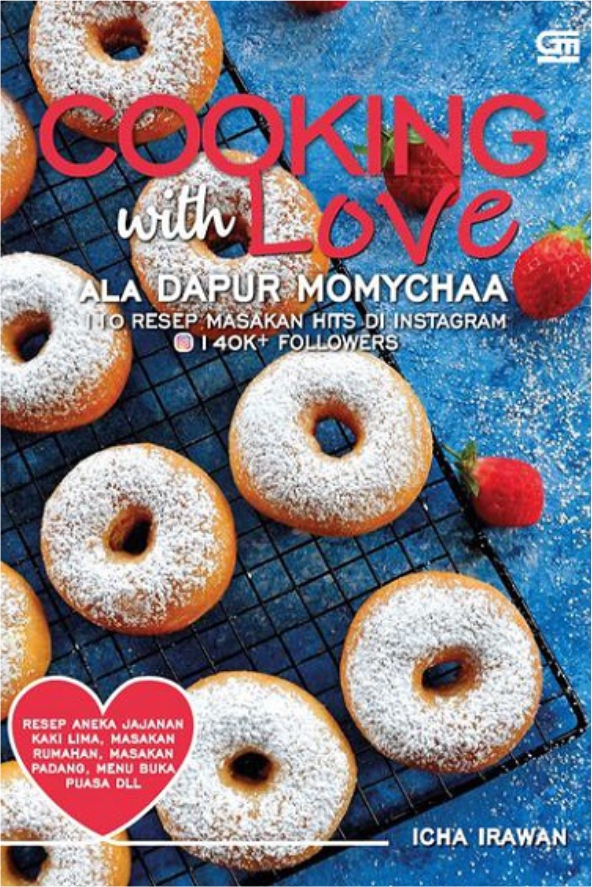 GM
COOKING
with Love
ALA DAPUR MOMYCHAA
110 RESEP MASAKAN HITS DI INSTAGRAM
140K+ FOLLOWERS
RESEP ANEKA JAJANAN
KAKI LIMA, MASAKAN
RUMAHAN, MASAKAN
PADANG, MENU BUKA
PUASA DLL
ICHA IRAWAN